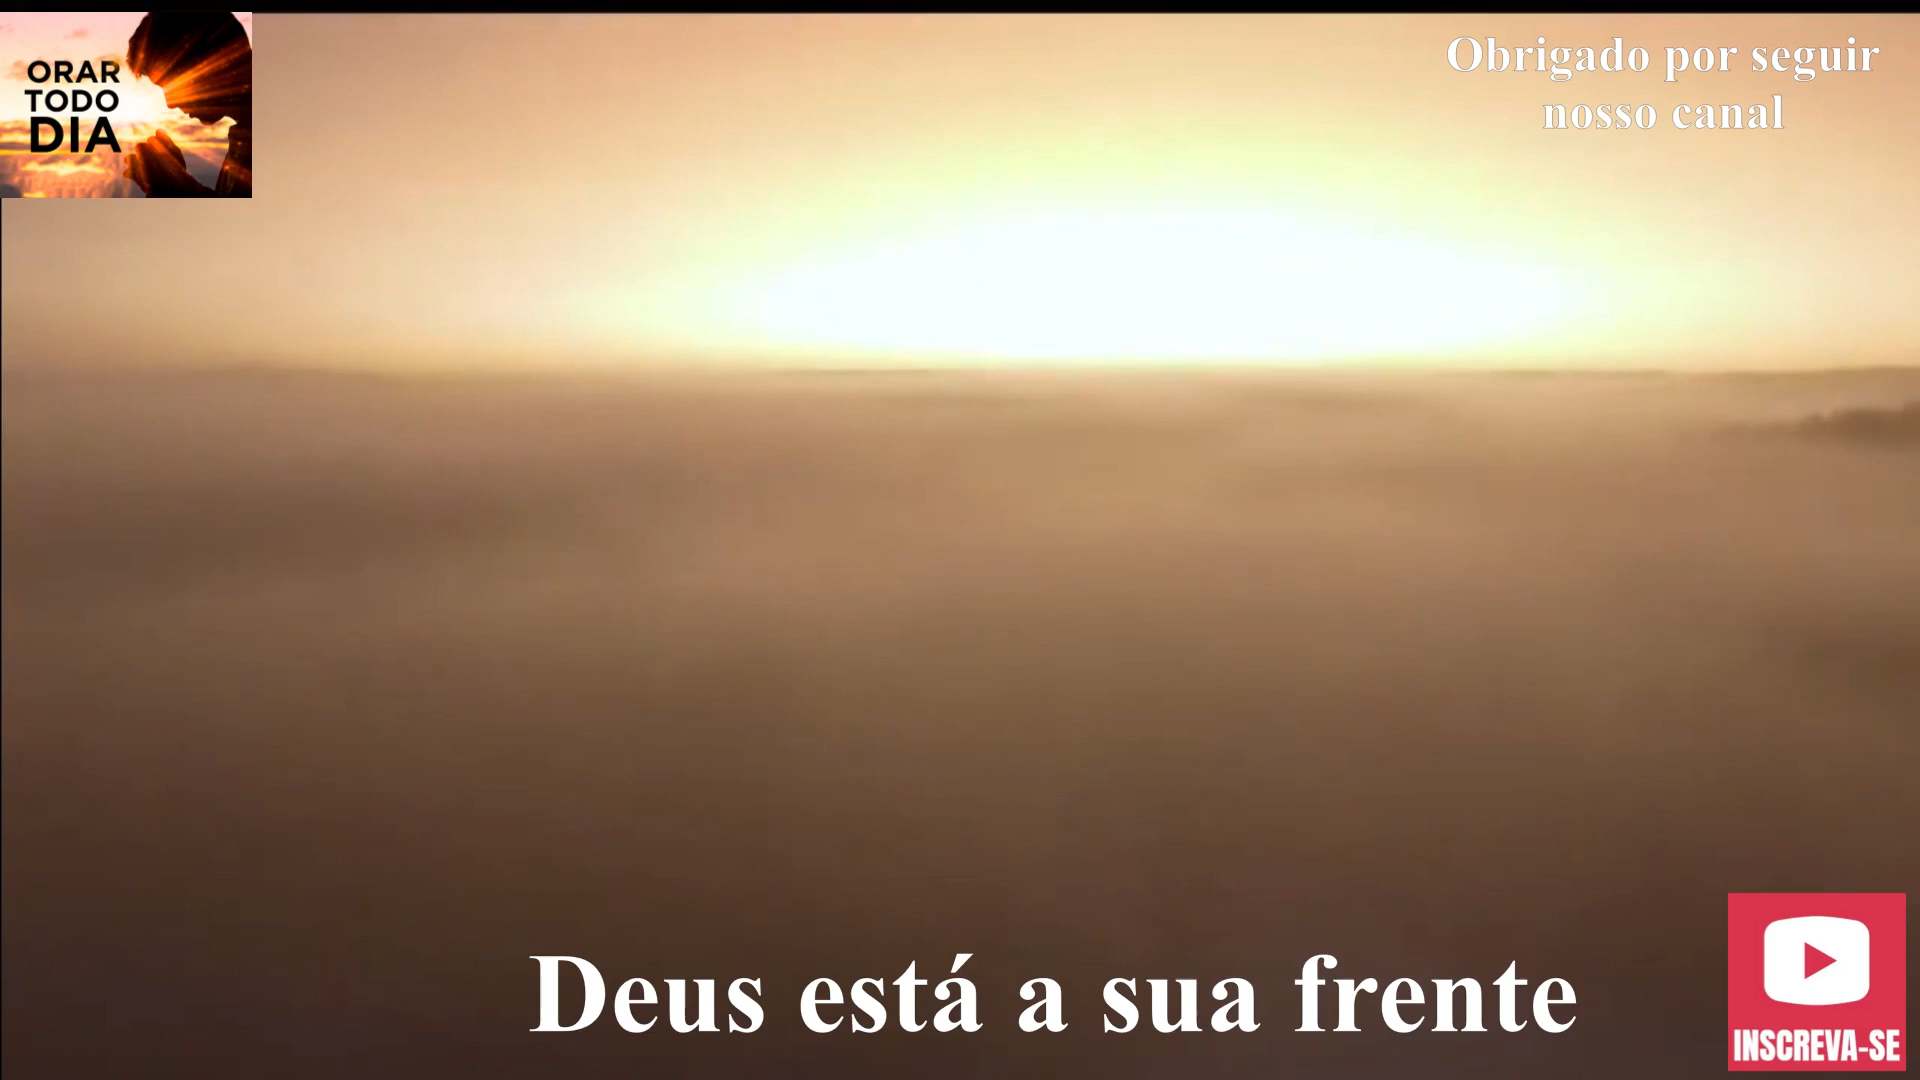 ORAR
TODO
DIA
Obrigado por seguir
nosso canal
Deus está a sua frente
INSCREVA-SE